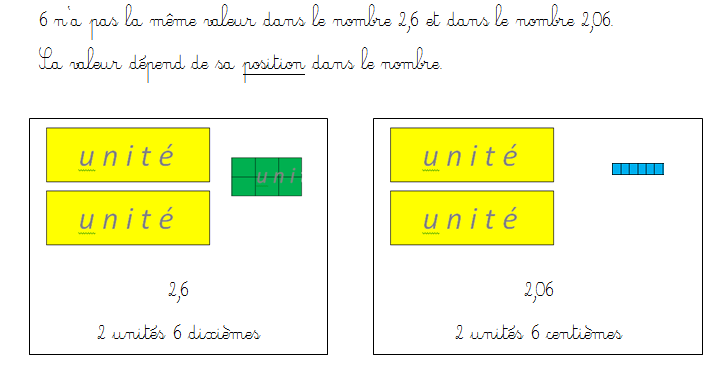 6 n'a pas la même valeur dans le nombre 2,6 et dans le nombre 2,06.
Sa valeur dépend de sa position dans le nombre.
unité
unité
uni
2,6
2 unités 6 dixièmes
unité
unité
2,06
2 unités 6 centièmes